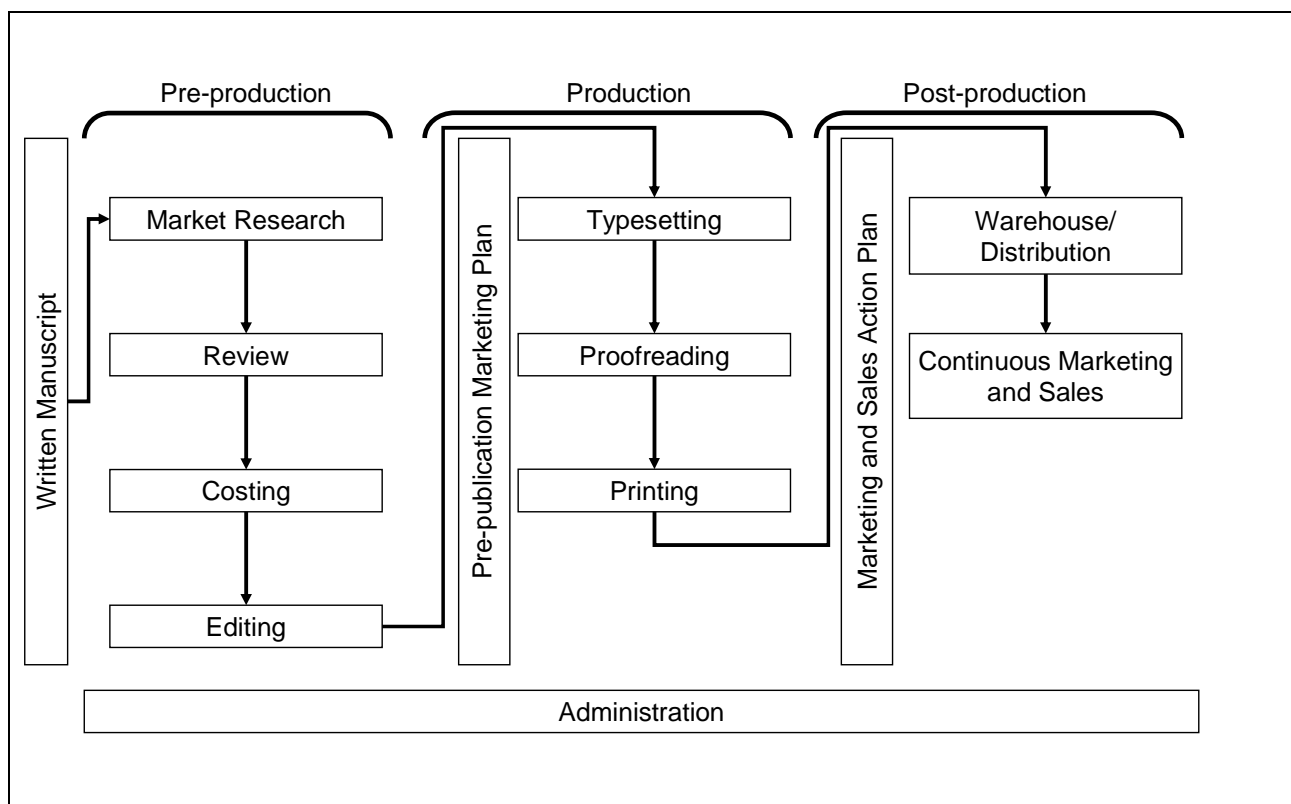 Pre-production
Production
Post-production
Written Manuscript
Market Research
Review
Costing
Editing
Pre-publication Marketing Plan
Typesetting
Proofreading
Printing
Marketing and Sales Action Plan
Warehouse/
Distribution
Continuous Marketing
and Sales
Administration